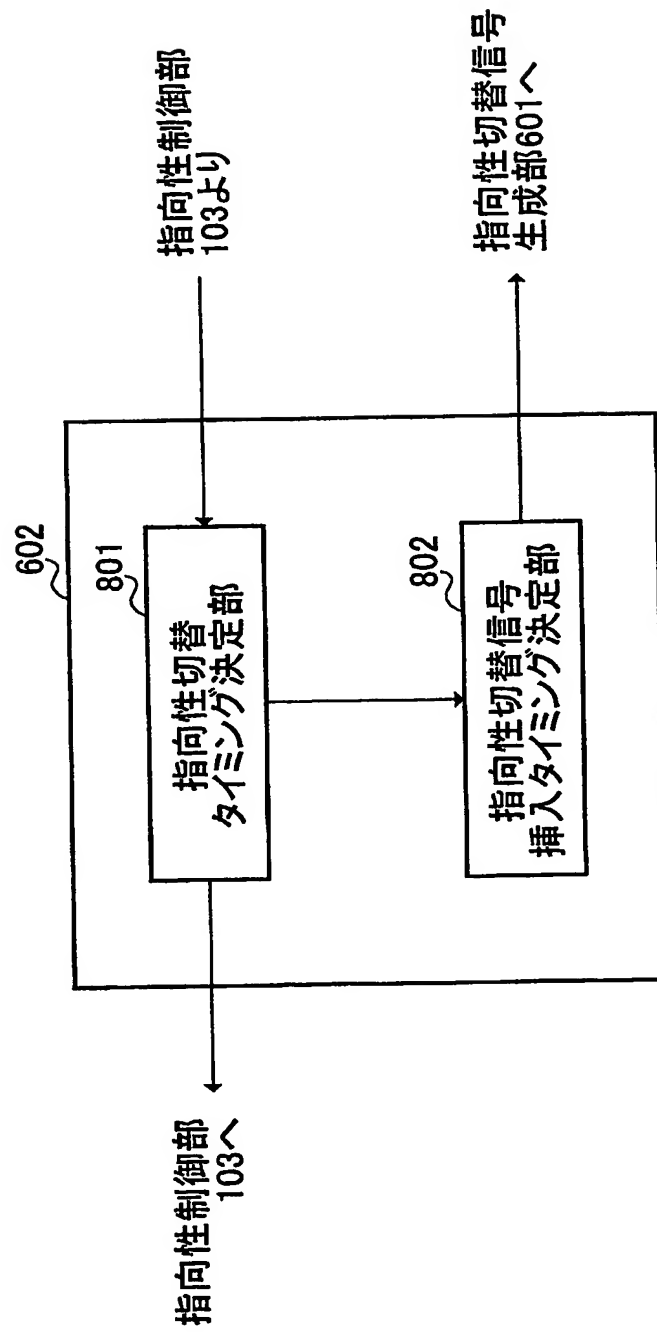 602
801
指向性切替
タイミング決定部
802
指向性切替信号
挿入タイミング決定部
指向性制御部
103より
指向性切替信号
生成部601へ
指向性制御部
103へ